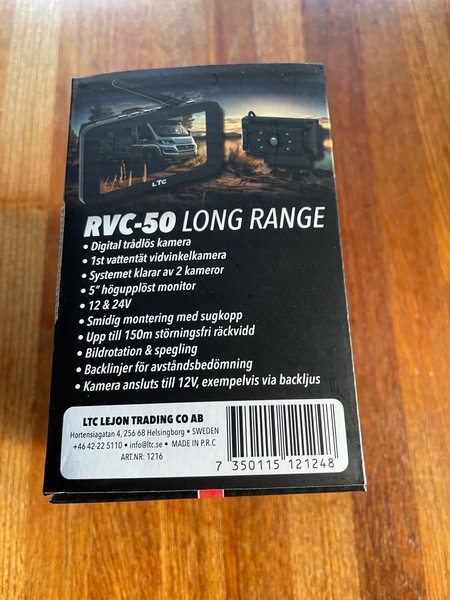 LTC
RVC-50 LONG RANGE
• Digital trådlös kamera
• 1st vattentät vidvinkelkamera
• Systemet klarar av 2 kameror
• 5" högupplöst monitor
• 12 & 24V
• Smidig montering med sugkopp
• Upp till 150m störningsfri räckvidd
• Bildrotation & spegling
• Backlinjer för avståndsbedömning
• Kamera ansluts till 12V, exempelvis via backljus
LTC LEJON TRADING CO AB
Hortensiagatan 4, 256 68 Helsingborg • SWEDEN
+46 42-22 5110 • info@ltc.se • MADE IN P.R.C
ART.NR: 1216
7 350115 121248